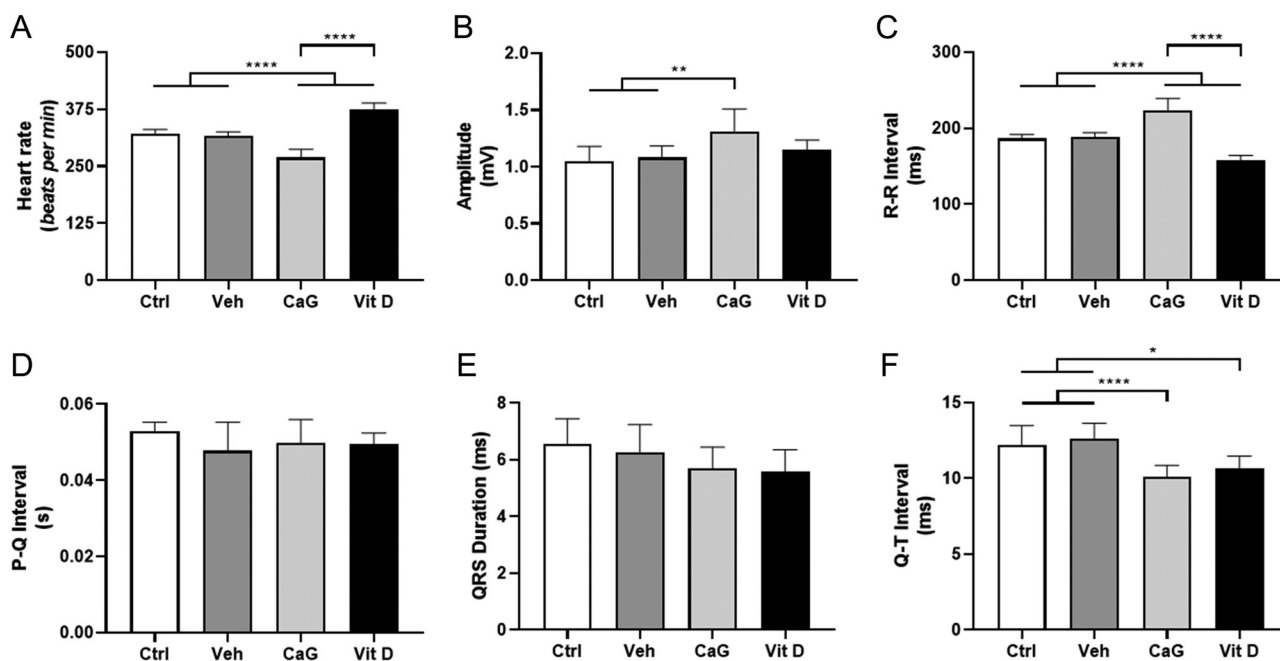 A
Heart rate
(beats per min)
500
375
250
125
0
****
****
Ctrl Veh CaG Vit D
B
Amplitude
(mV)
2.0
1.5
1.0
0.5
0.0
**
Ctrl Veh CaG Vit D
C
R-R Interval
(ms)
300
200
100
0
****
****
Ctrl Veh CaG Vit D
D
P-Q Interval
(s)
0.06
0.04
0.02
0.00
Ctrl Veh CaG Vit D
E
QRS Duration (ms)
8
6
4
2
0
Ctrl Veh CaG Vit D
F
Q-T Interval
(ms)
15
10
5
0
*
****
Ctrl Veh CaG Vit D